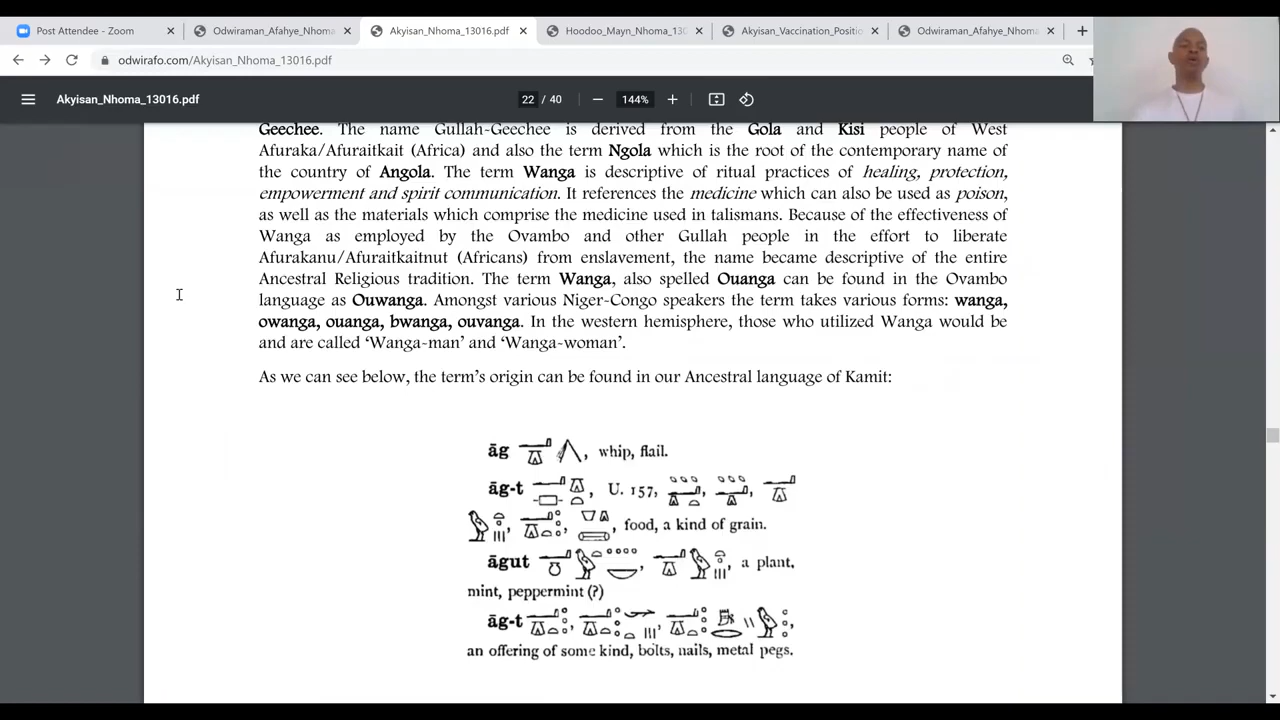 Post Attendee - Zoom
Odwiraman_Afahye_Nhoma_
Akyisan_Nhoma_13016.pdf
Hoodoo_Mayn_Nhoma_130
Akyisan_Vaccination_Positio
Odwiraman_Afahye_Nhoma_
odwirafo.com/Akyisan_Nhoma_13016.pdf
Akyisan_Nhoma_13016.pdf
22 / 40
144%
Geechee. The name Gullah-Geechee is derived from the Gola and Kisi people of West
Afuraka/Afuraitkait (Africa) and also the term Ngola which is the root of the contemporary name of
the country of Angola. The term Wanga is descriptive of ritual practices of healing, protection,
empowerment and spirit communication. It references the medicine which can also be used as poison,
as well as the materials which comprise the medicine used in talismans. Because of the effectiveness of
Wanga as employed by the Ovambo and other Gullah people in the effort to liberate
Afurakanu/Afuraitkaitnut (Africans) from enslavement, the name became descriptive of the entire
Ancestral Religious tradition. The term Wanga, also spelled Ouanga can be found in the Ovambo
language as Ouwanga. Amongst various Niger-Congo speakers the term takes various forms: wanga,
owanga, ouanga, bwanga, ouvanga. In the western hemisphere, those who utilized Wanga would be
and are called ‘Wanga-man’ and ‘Wanga-woman’.
As we can see below, the term’s origin can be found in our Ancestral language of Kamit:
āg , whip, flail.
āg-t , U. 157, , ,
, , , food, a kind of grain.
āgut , , a plant,
mint, peppermint (?)
āg-t , , ,
an offering of some kind, bolts, nails, metal pegs.